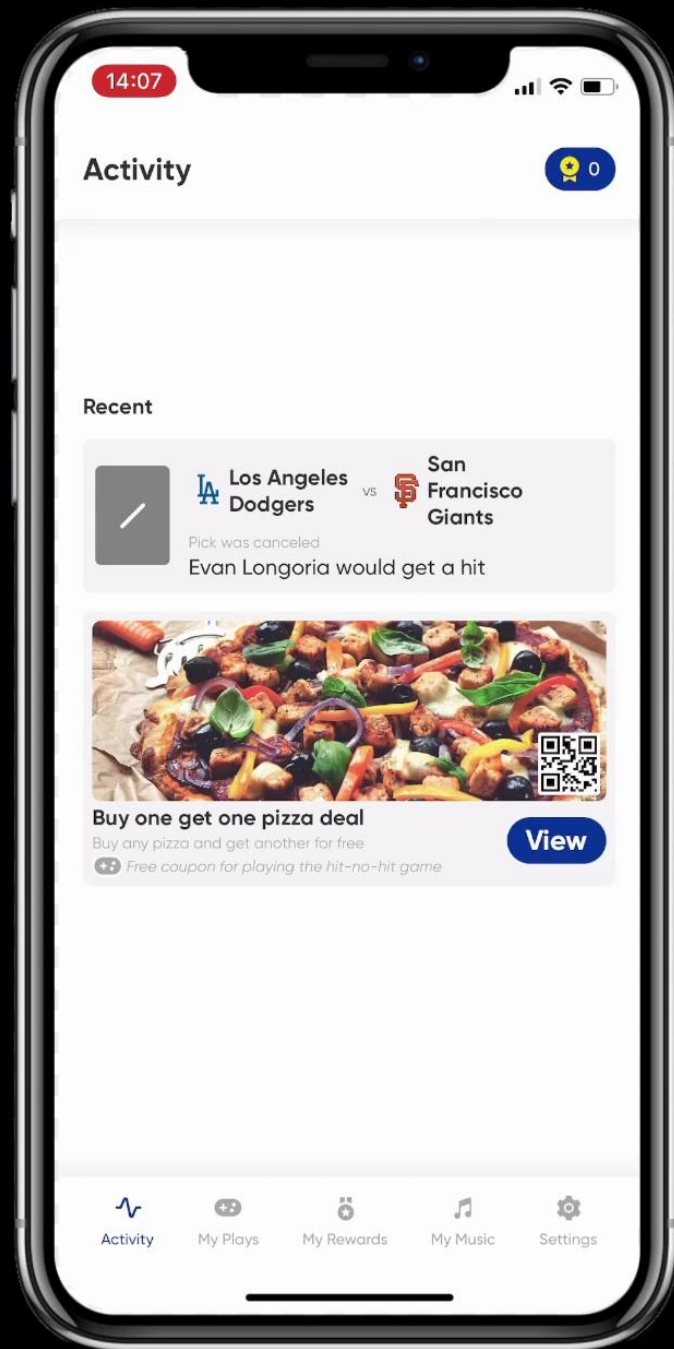 14:07
Activity
0
Recent
Los Angeles
Dodgers
vs
San
Francisco
Giants
Pick was canceled
Evan Longoria would get a hit
Buy one get one pizza deal
Buy any pizza and get another for free
Free coupon for playing the hit-no-hit game
View
Activity
My Plays
My Rewards
My Music
Settings